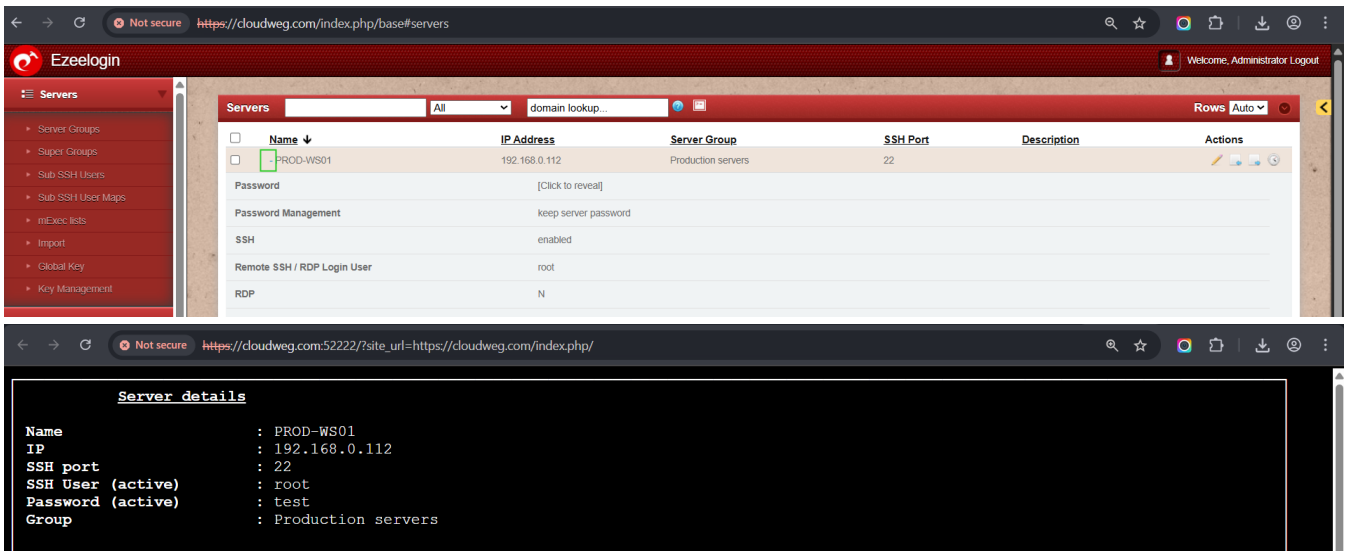 Not secure https://cloudweg.com/index.php/base#servers
Ezeelogin
Welcome, Administrator Logout
Servers
Server Groups
Super Groups
Sub SSH Users
Sub SSH User Maps
mExec lists
Import
Global Key
Key Management
Servers All domain lookup... Rows Auto
Name ↓ IP Address Server Group SSH Port Description Actions
- PROD-WS01 192.168.0.112 Production servers 22
Password [Click to reveal]
Password Management keep server password
SSH enabled
Remote SSH / RDP Login User root
RDP N
Not secure https://cloudweg.com:52222/?site_url=https://cloudweg.com/index.php/
Server details
Name : PROD-WS01
IP : 192.168.0.112
SSH port : 22
SSH User (active) : root
Password (active) : test
Group : Production servers